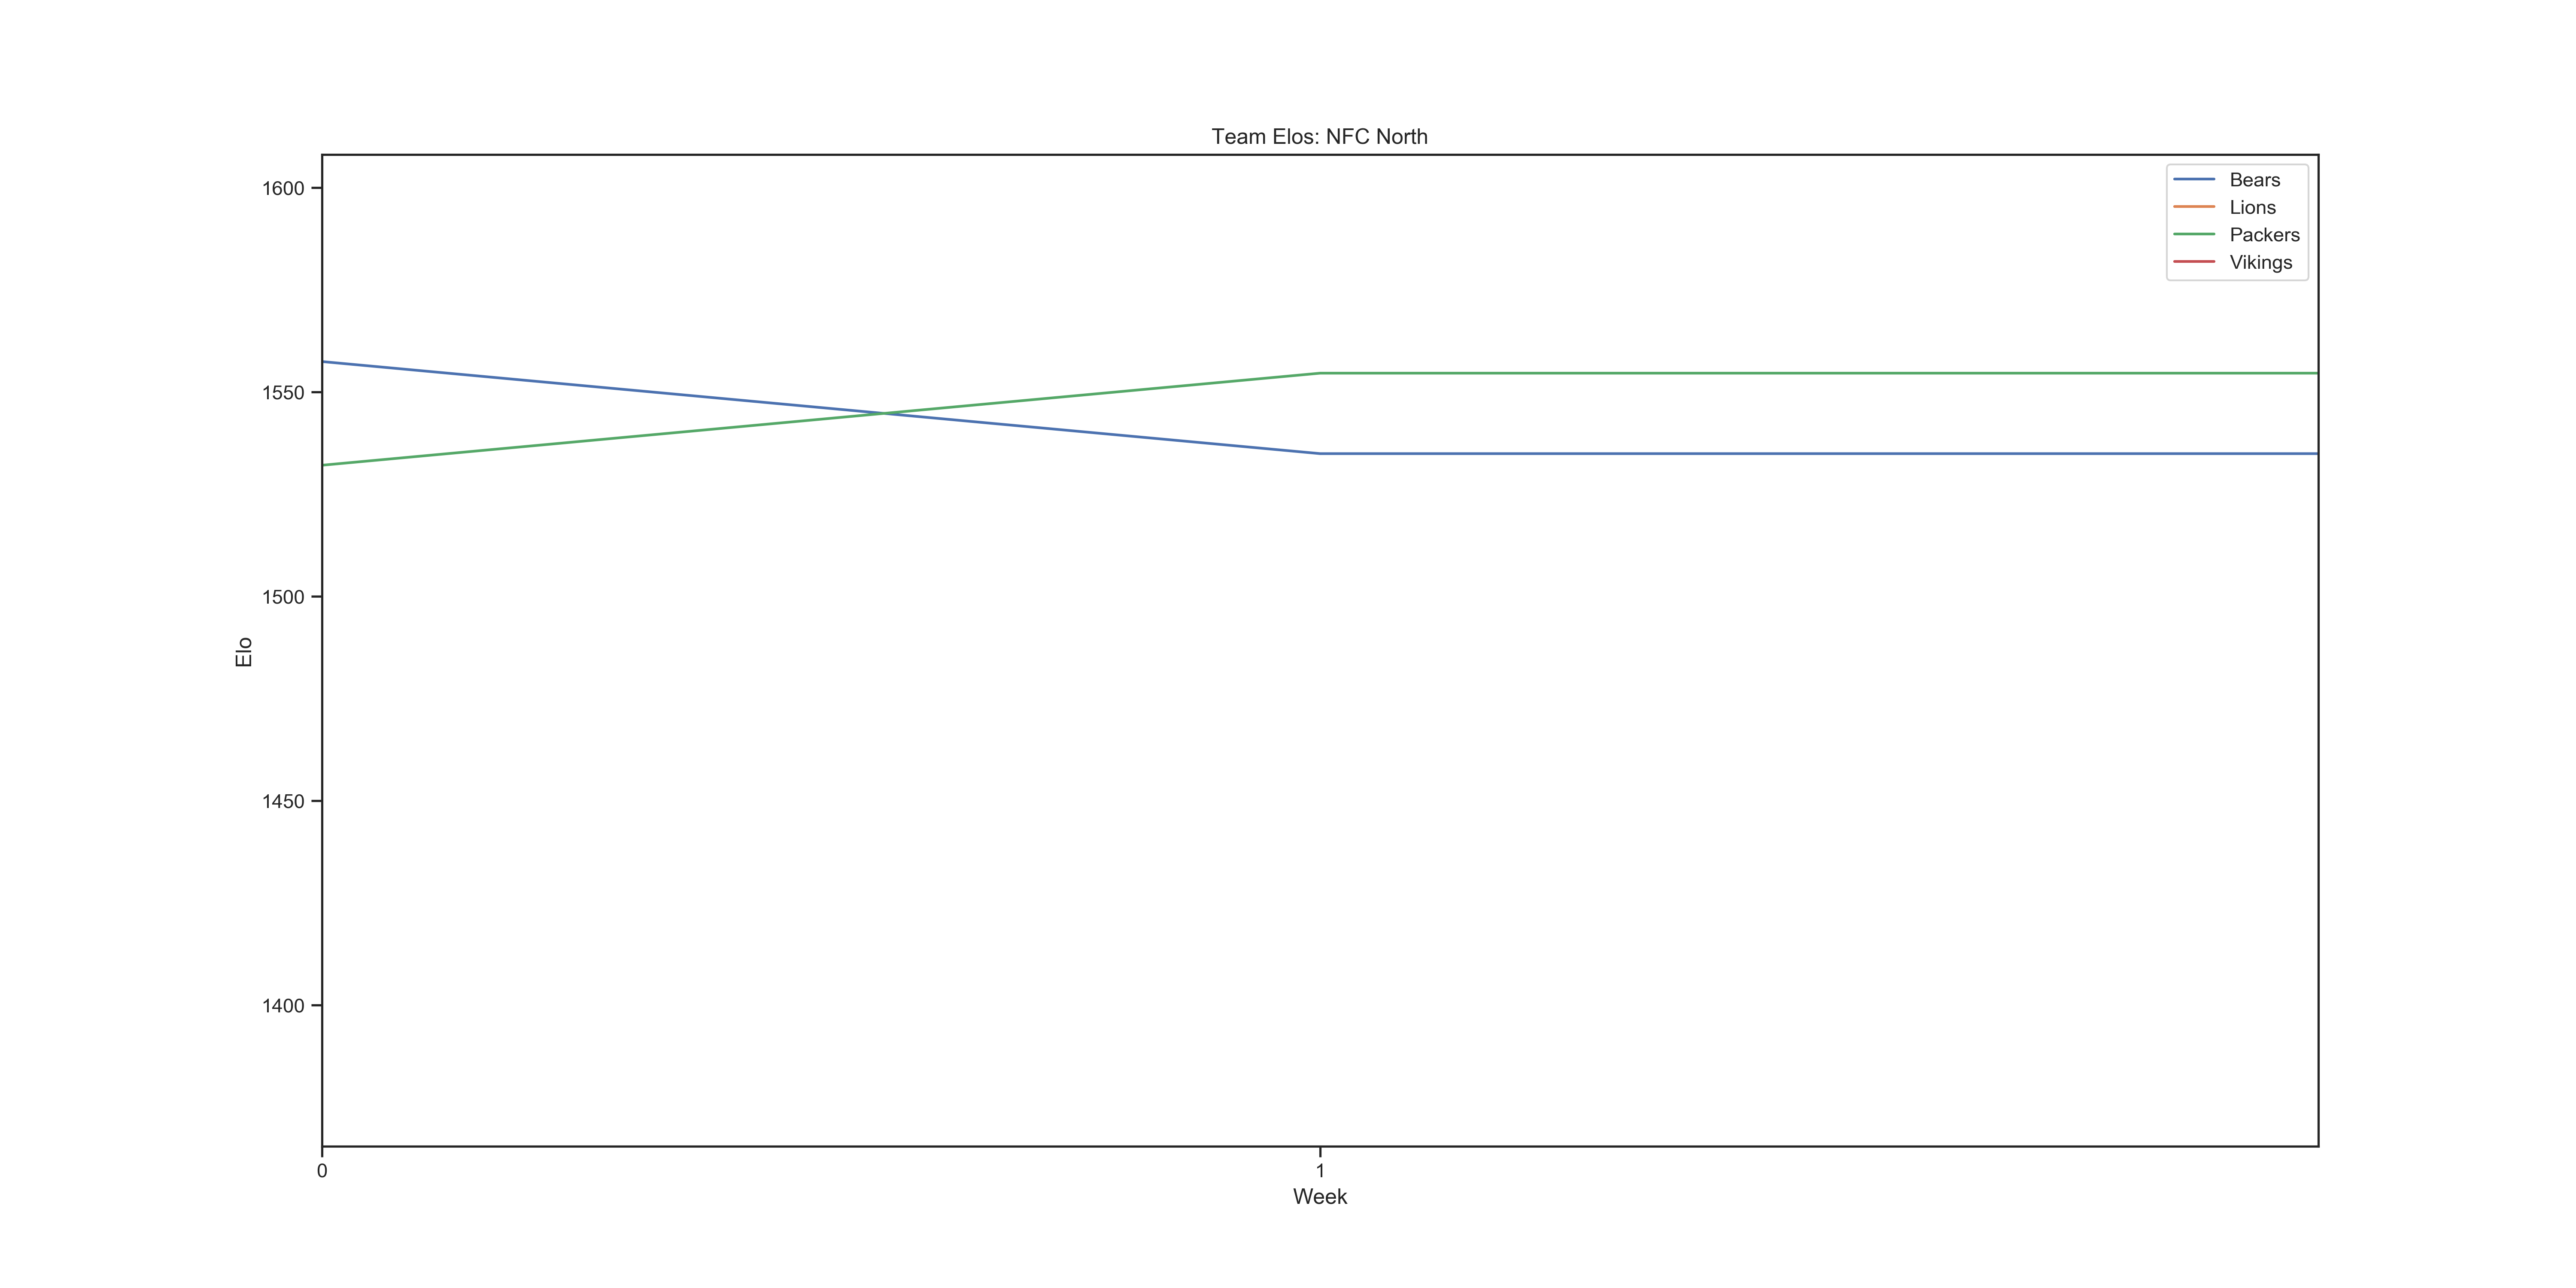 Team Elos: NFC North
1600
1550
1500
1450
1400
Elo
0
1
Week
Bears
Lions
Packers
Vikings